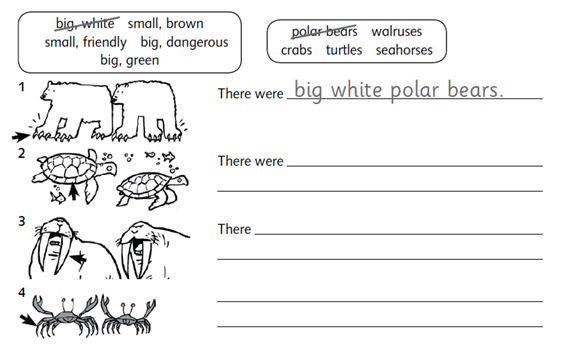 big, white small, brown
small, friendly big, dangerous
big, green
polar bears walruses
crabs turtles seahorses
1
There were big white polar bears.
2
There were
3
There
4